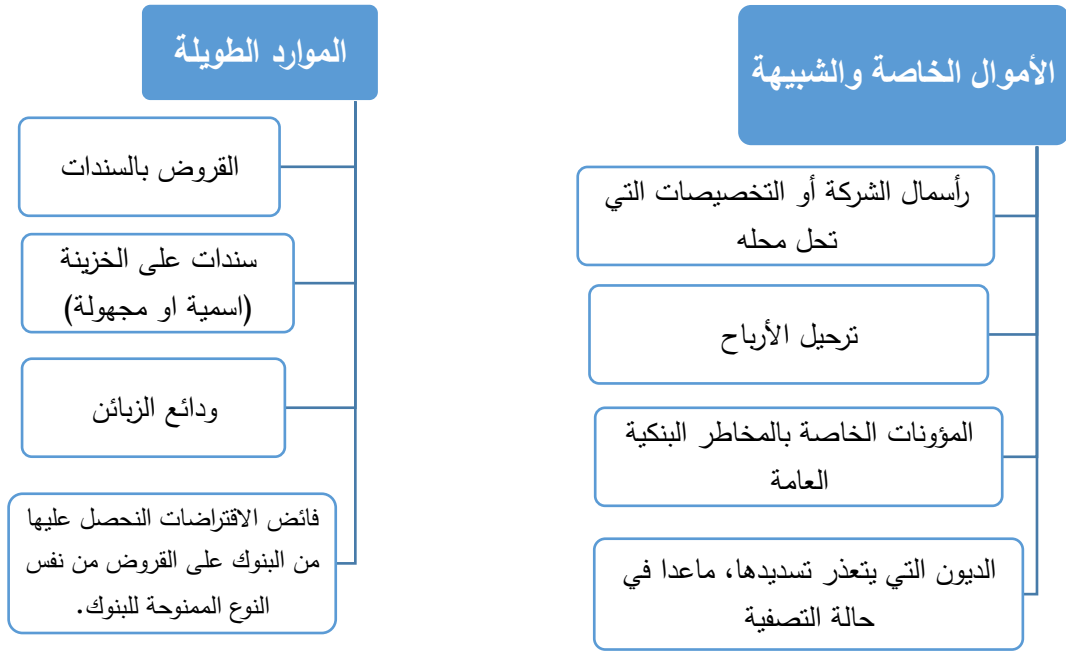 الأموال الخاصة والشبيهة
رأسمال الشركة أو التخصيصات التي
تحل محله
ترحيل الأرباح
المؤونات الخاصة بالمخاطر البنكية
العامة
الديون التي يتعذر تسديدها، ماعدا في
حالة التصفية
الموارد الطويلة
القروض بالسندات
سندات على الخزينة
(اسمية او مجهولة)
ودائع الزبائن
فائض الاقتراضات النحصل عليها
من البنوك على القروض من نفس
النوع الممنوحة للبنوك.